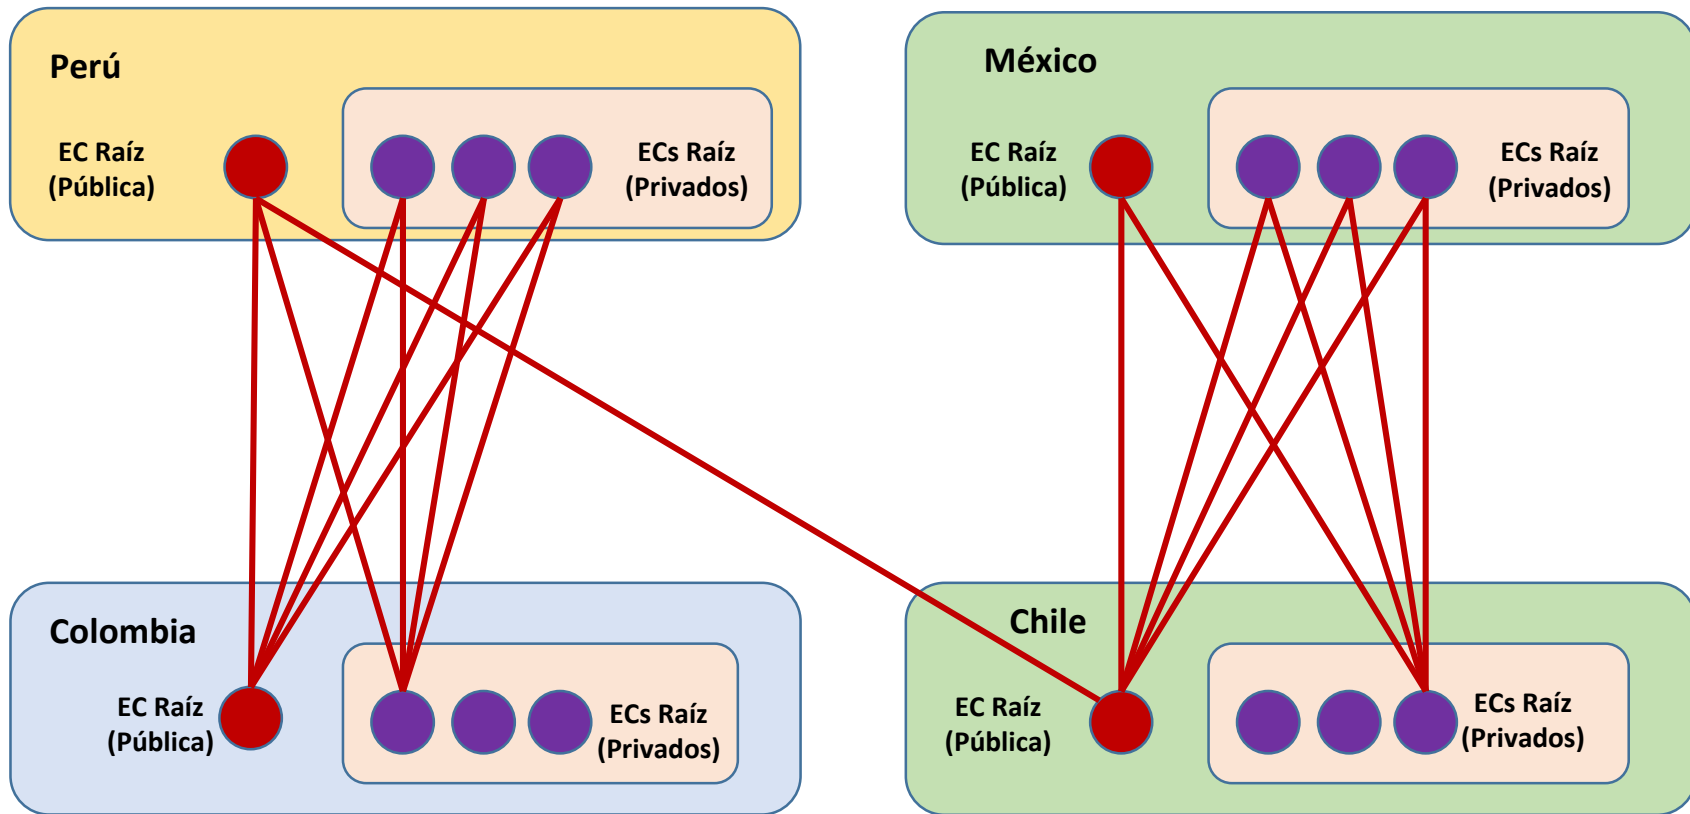 Perú
EC Raíz
(Pública)
ECs Raíz
(Privados)
México
EC Raíz
(Pública)
ECs Raíz
(Privados)
Colombia
EC Raíz
(Pública)
ECs Raíz
(Privados)
Chile
EC Raíz
(Pública)
ECs Raíz
(Privados)